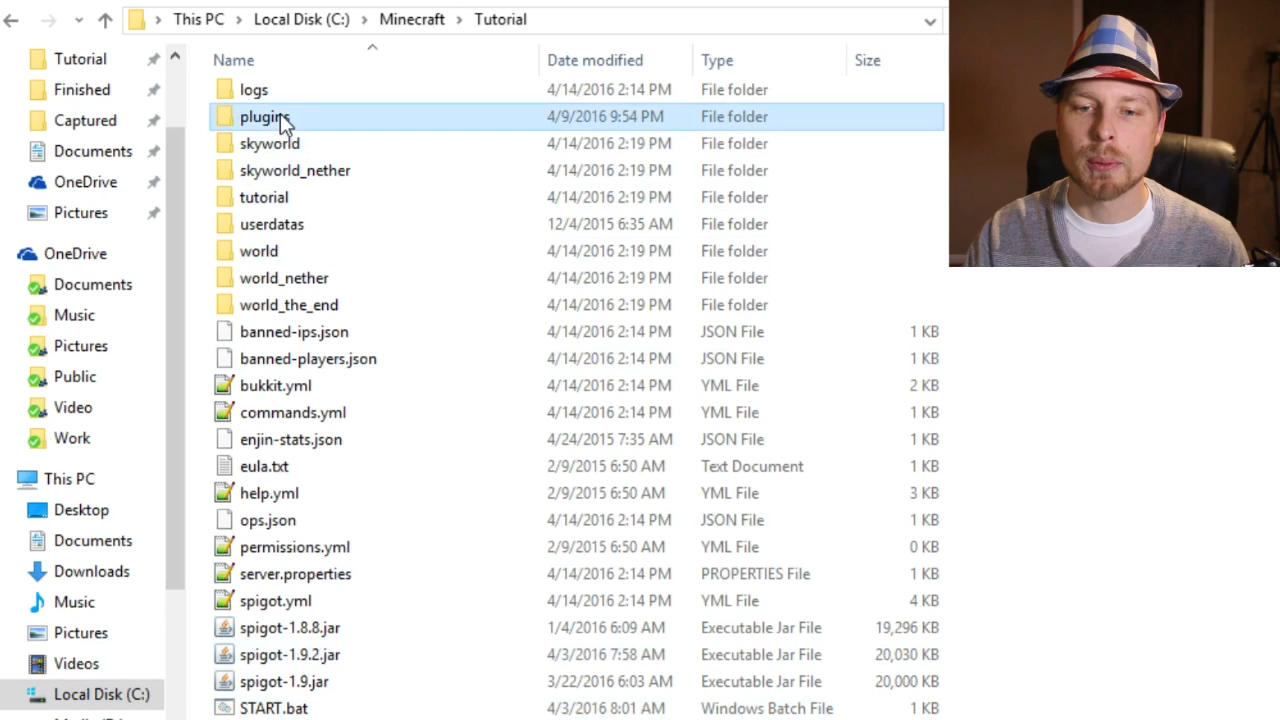 This PC > Local Disk (C:) > Minecraft > Tutorial
Name Date modified Type Size
Tutorial
Finished
Captured
Documents
OneDrive
Pictures
OneDrive
Documents
Music
Pictures
Public
Video
Work
This PC
Desktop
Documents
Downloads
Music
Pictures
Videos
Local Disk (C:)
logs 4/14/2016 2:14 PM File folder
plugins 4/9/2016 9:54 PM File folder
skyworld 4/14/2016 2:19 PM File folder
skyworld_nether 4/14/2016 2:19 PM File folder
tutorial 4/14/2016 2:19 PM File folder
userdatas 12/4/2015 6:35 AM File folder
world 4/14/2016 2:19 PM File folder
world_nether 4/14/2016 2:19 PM File folder
world_the_end 4/14/2016 2:19 PM File folder
banned-ips.json 4/14/2016 2:14 PM JSON File 1 KB
banned-players.json 4/14/2016 2:14 PM JSON File 1 KB
bukkit.yml 4/14/2016 2:14 PM YML File 2 KB
commands.yml 4/14/2016 2:14 PM YML File 1 KB
enjin-stats.json 4/24/2015 7:35 AM JSON File 1 KB
eula.txt 2/9/2015 6:50 AM Text Document 1 KB
help.yml 2/9/2015 6:50 AM YML File 3 KB
ops.json 4/14/2016 2:14 PM JSON File 1 KB
permissions.yml 2/9/2015 6:50 AM YML File 0 KB
server.properties 4/14/2016 2:14 PM PROPERTIES File 1 KB
spigot.yml 4/14/2016 2:14 PM YML File 4 KB
spigot-1.8.8.jar 1/4/2016 6:09 AM Executable Jar File 19,296 KB
spigot-1.9.2.jar 4/3/2016 7:58 AM Executable Jar File 20,030 KB
spigot-1.9.jar 3/22/2016 6:03 AM Executable Jar File 20,000 KB
START.bat 4/3/2016 8:01 AM Windows Batch File 1 KB